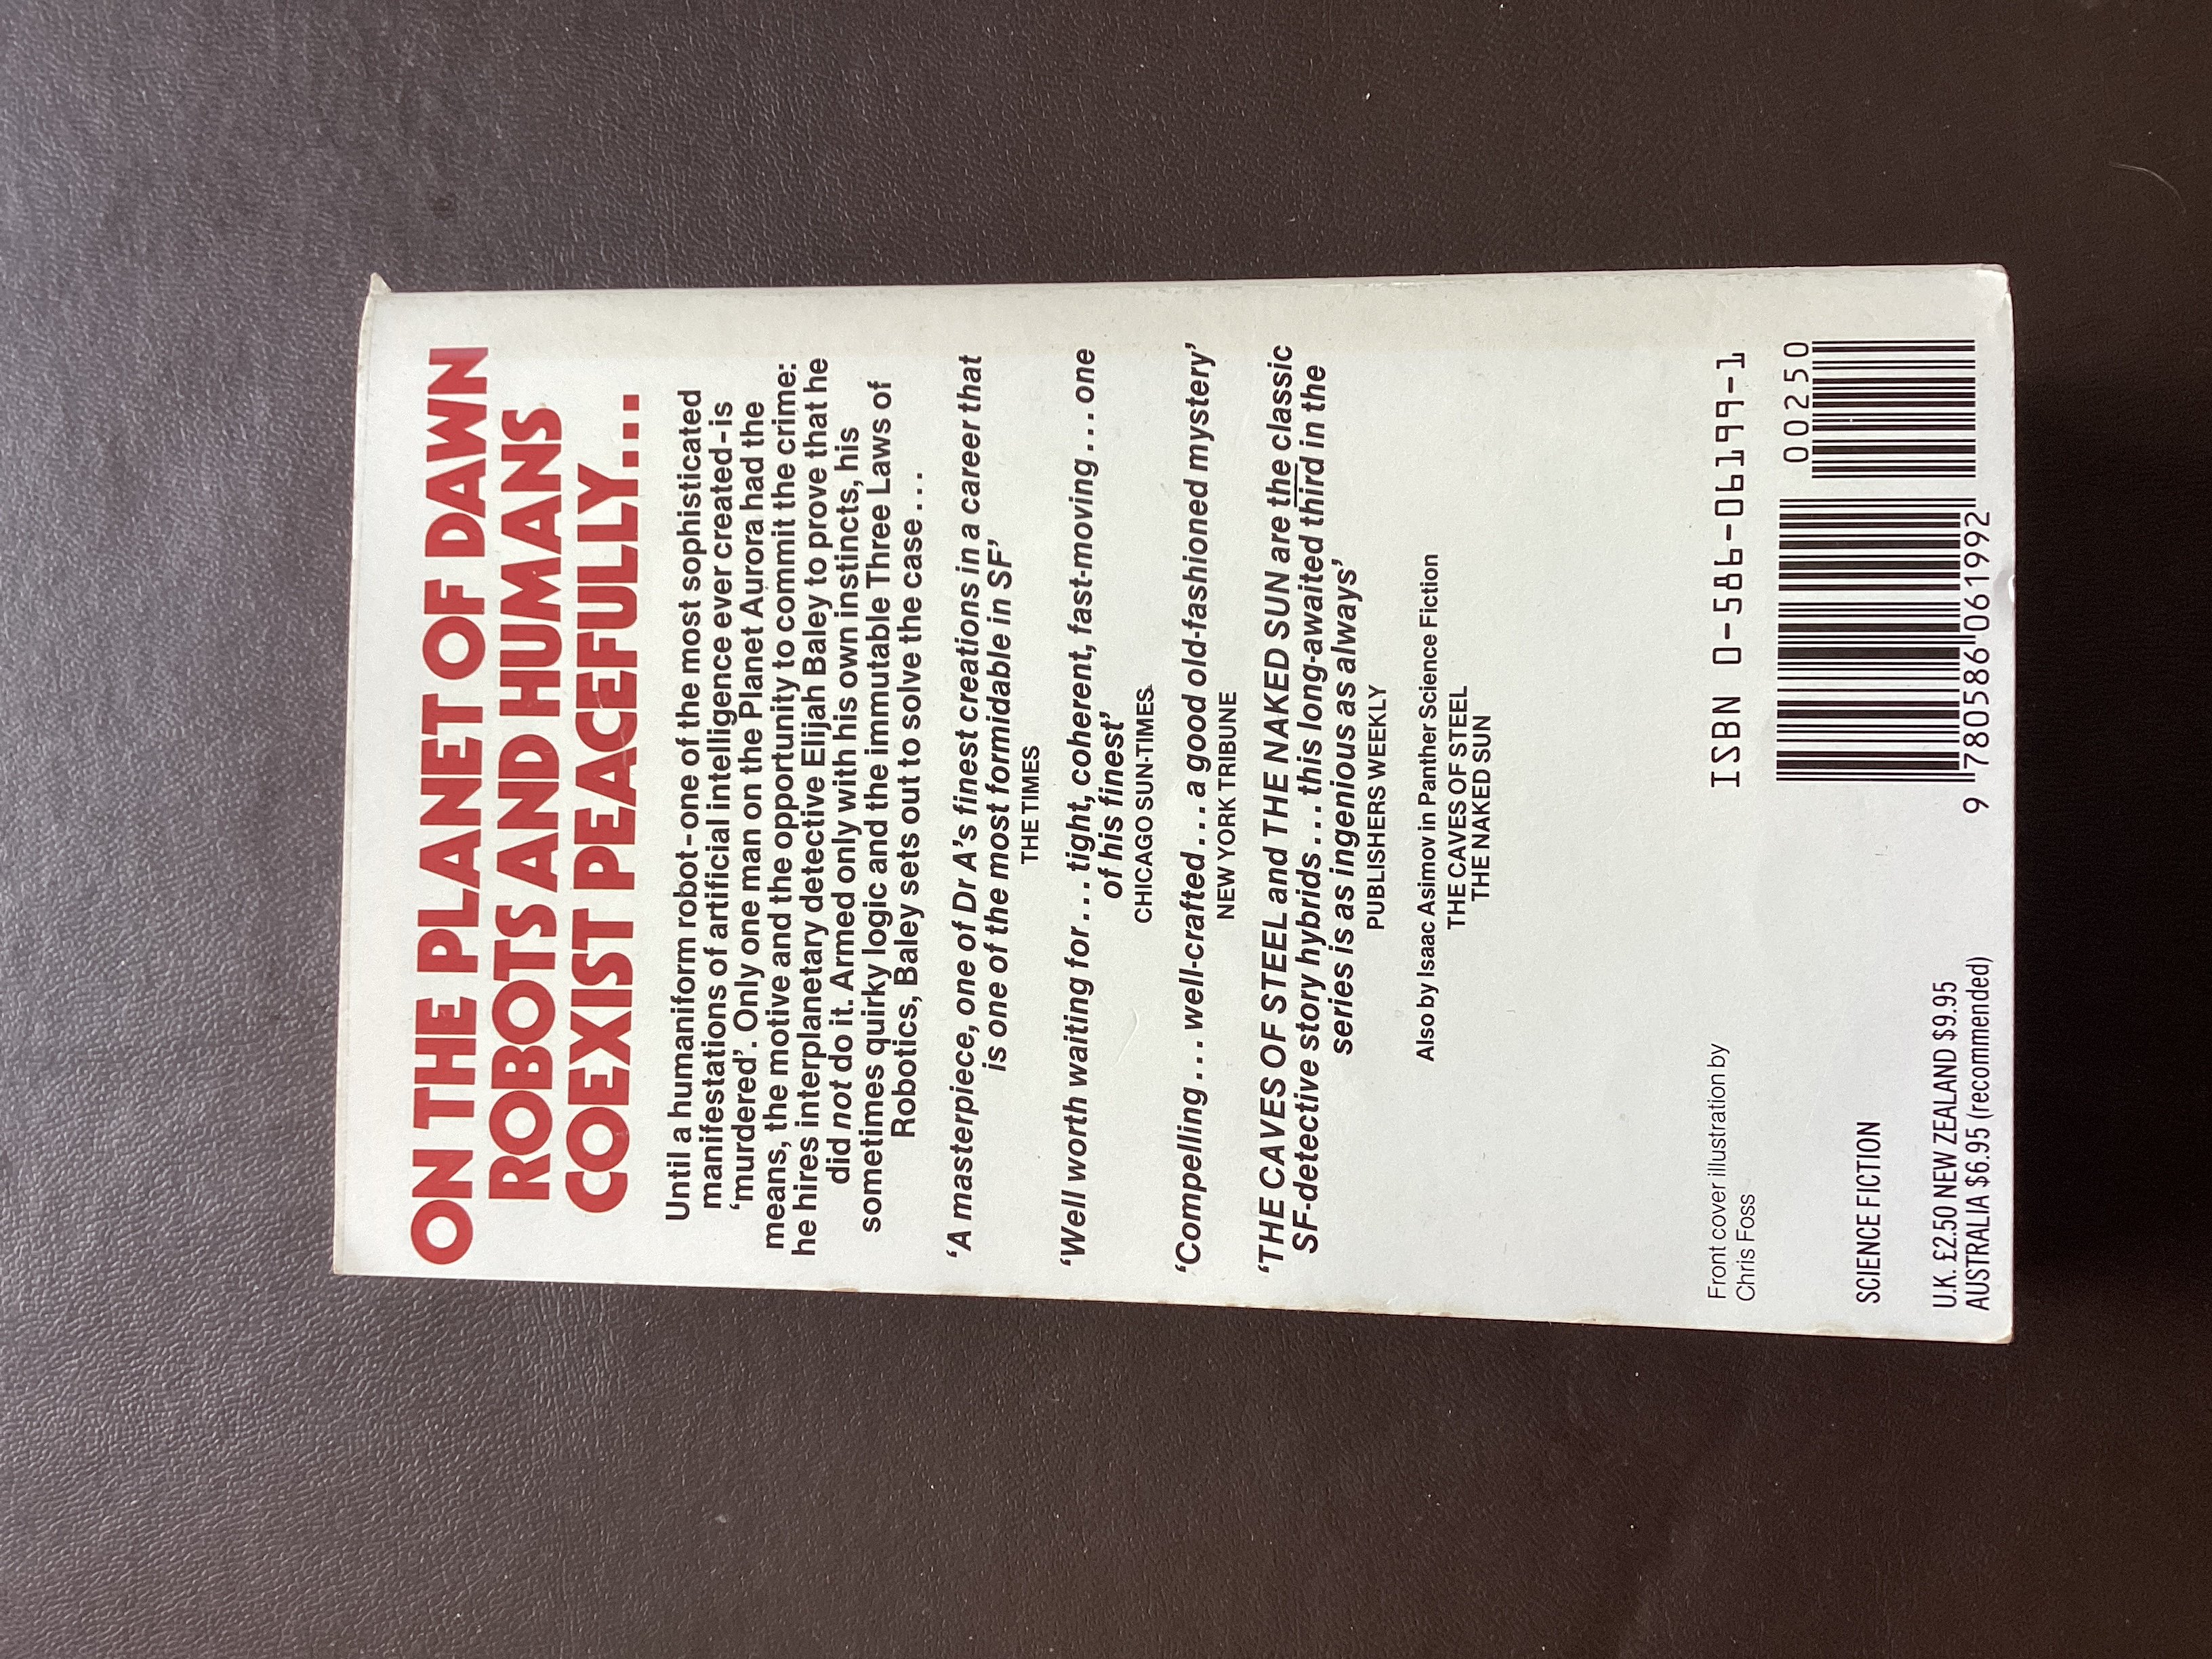 ON THE PLANET OF DAWN
ROBOTS AND HUMANS
COEXIST PEACEFULLY...
Until a humaniform robot - one of the most sophisticated
manifestations of artificial intelligence ever created - is
‘murdered’. Only one man on the Planet Aurora had the
means, the motive and the opportunity to commit the crime:
he hires interplanetary detective Elijah Baley to prove that he
did not do it. Armed only with his own instincts, his
sometimes quirky logic and the immutable Three Laws of
Robotics, Baley sets out to solve the case...
‘A masterpiece, one of Dr A’s finest creations in a career that
is one of the most formidable in SF’
THE TIMES
‘Well worth waiting for...tight, coherent, fast-moving...one
of his finest’
CHICAGO SUN-TIMES
‘Compelling...well-crafted...a good old-fashioned mystery’
NEW YORK TRIBUNE
‘THE CAVES OF STEEL and THE NAKED SUN are the classic
SF-detective story hybrids...this long-awaited third in the
series is as ingenious as always’
PUBLISHERS WEEKLY
Also by Isaac Asimov in Panther Science Fiction
THE CAVES OF STEEL
THE NAKED SUN
Front cover illustration by
Chris Foss
SCIENCE FICTION
U.K. £2.50 NEW ZEALAND $9.95
AUSTRALIA $6.95 (recommended)
ISBN 0-586-06199-1
00250
9 780586 061992